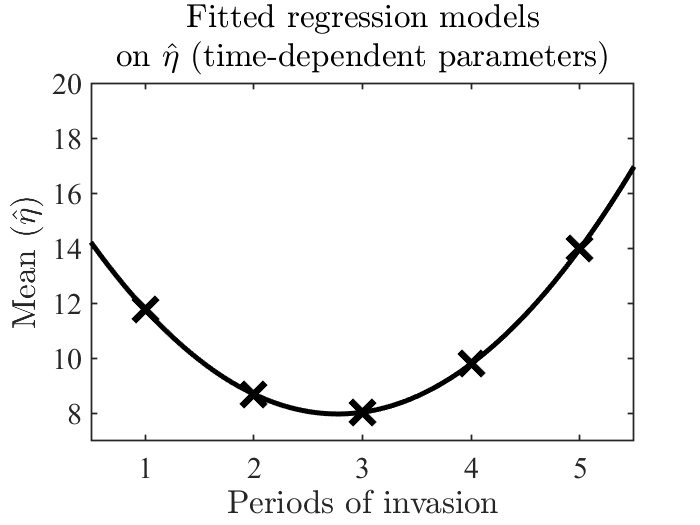 Fitted regression models
on η̂ (time-dependent parameters)
20
18
16
14
12
10
8
Mean (η̂)
1 2 3 4 5
Periods of invasion